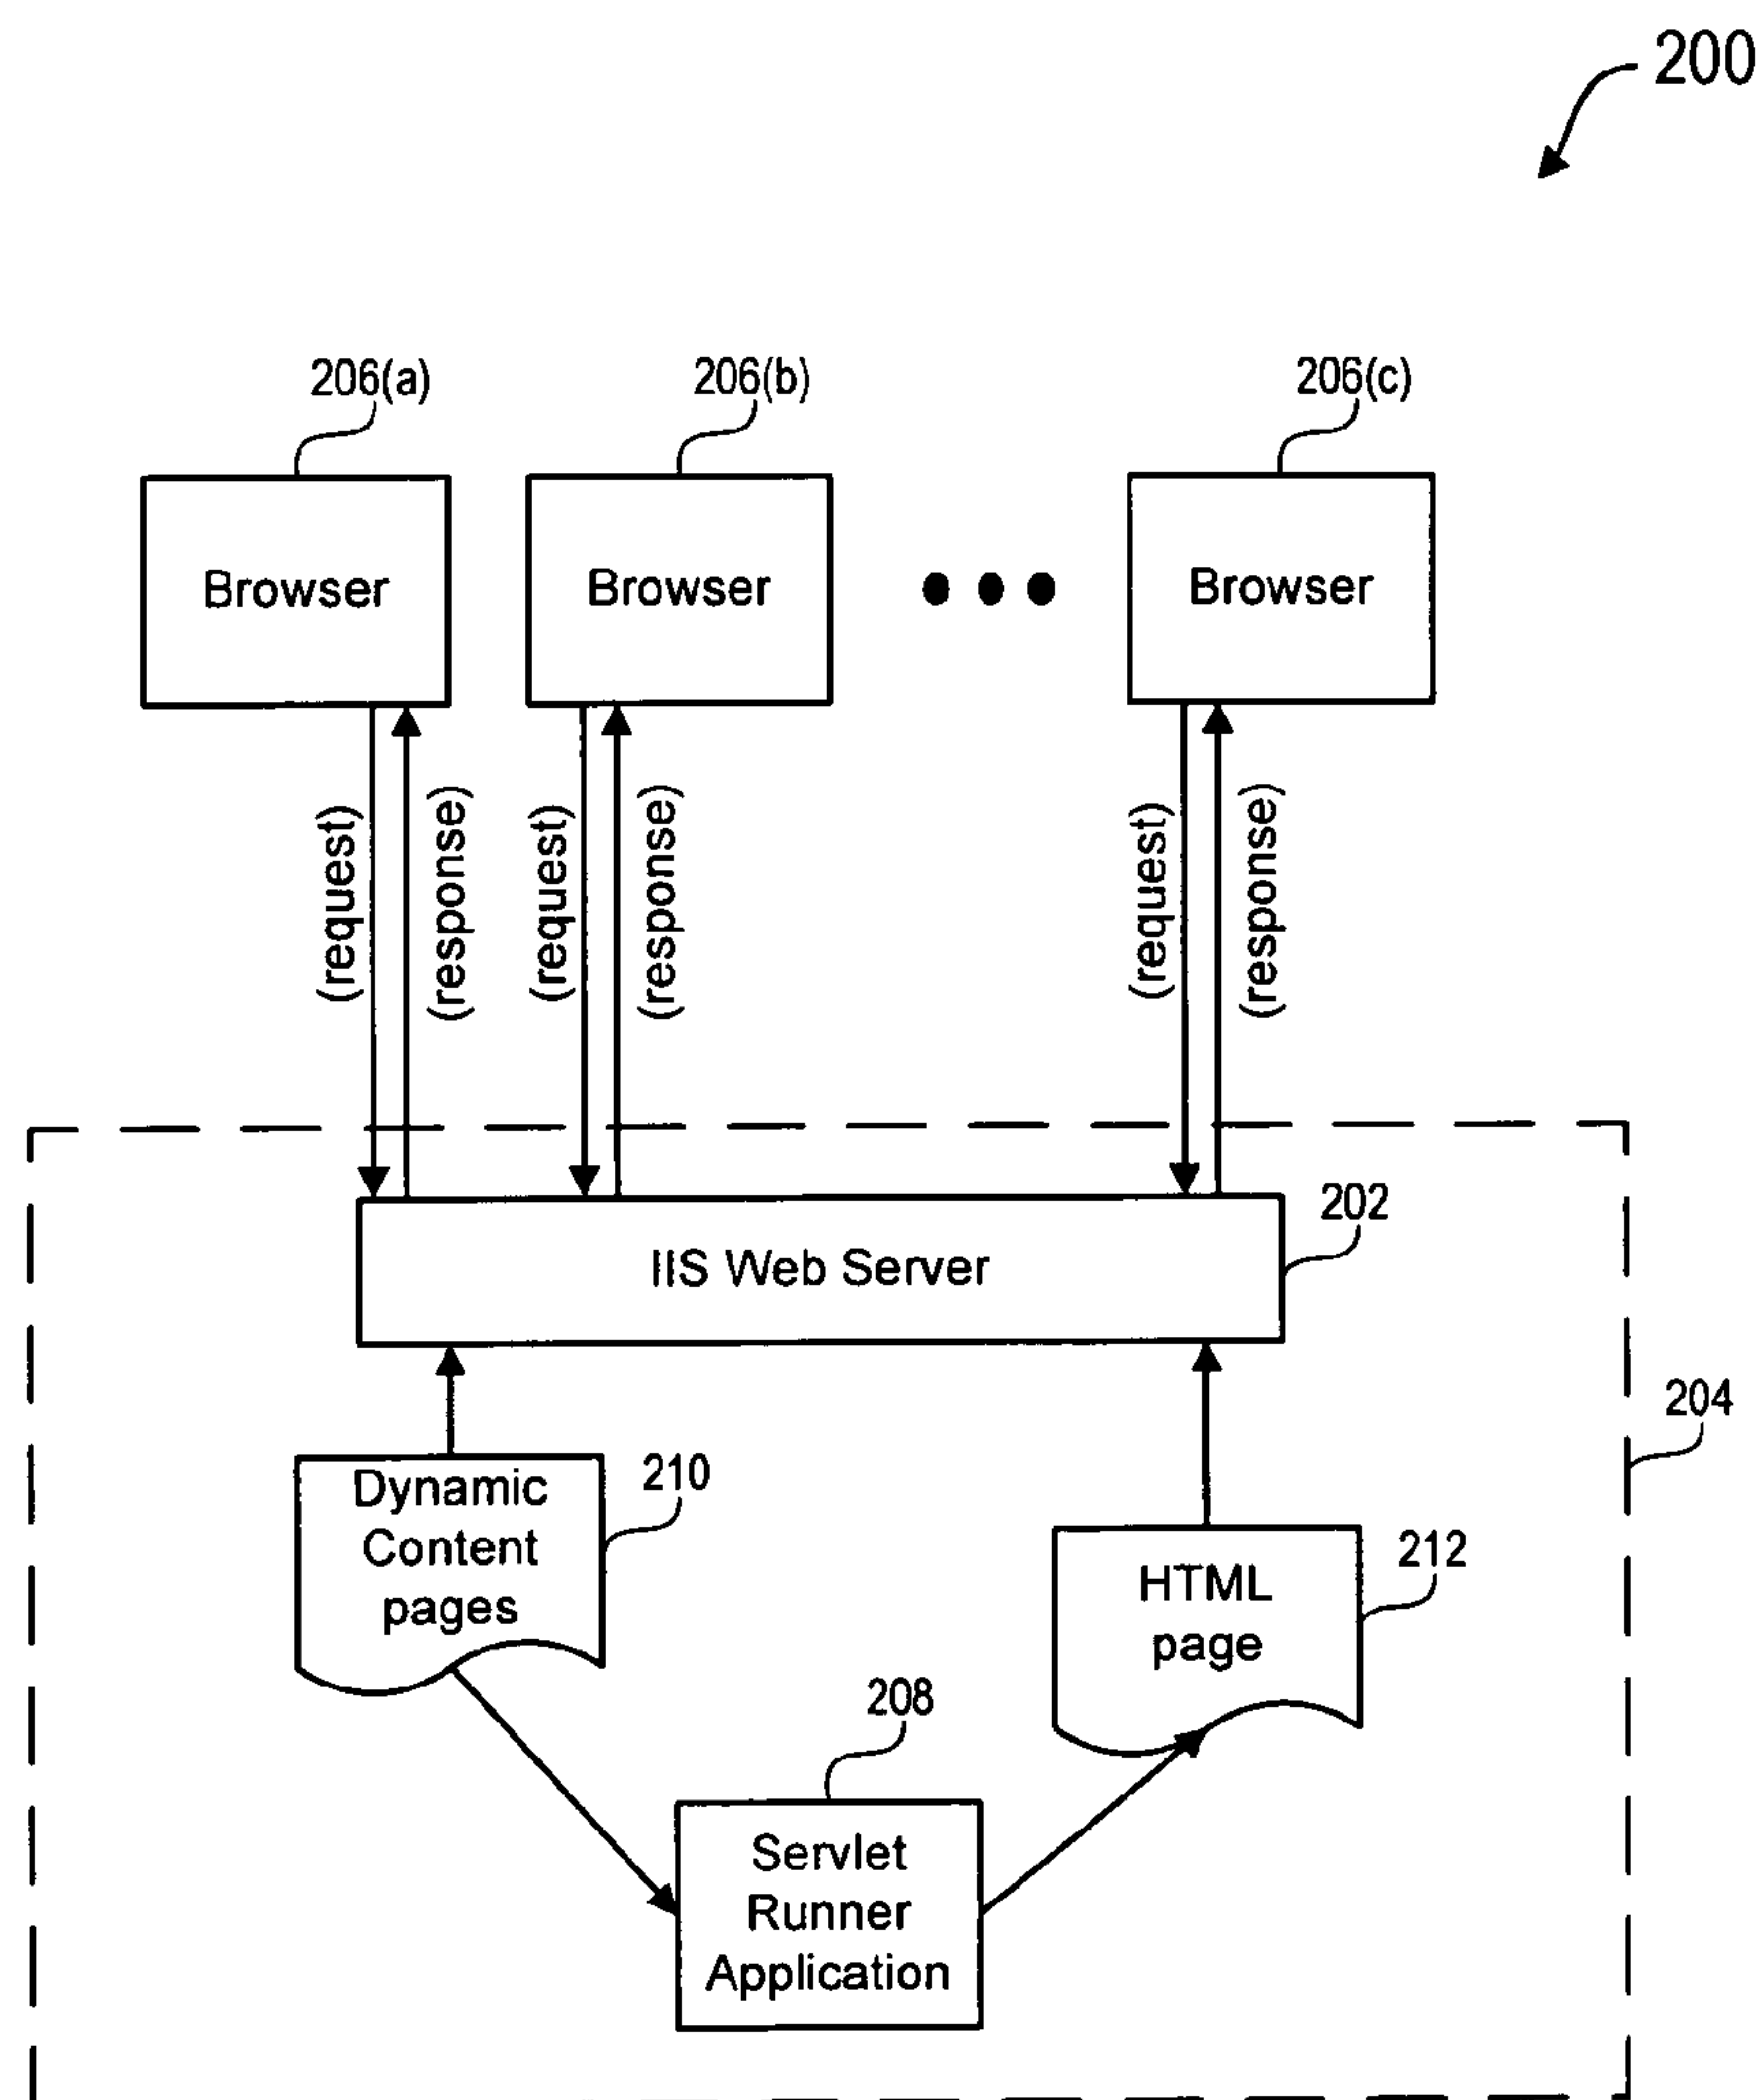 200
206(a)
206(b)
206(c)
Browser
Browser
Browser
(request)
(response)
(request)
(response)
(request)
(response)
202
IIS Web Server
204
210
Dynamic
Content
pages
212
HTML
page
208
Servlet
Runner
Application